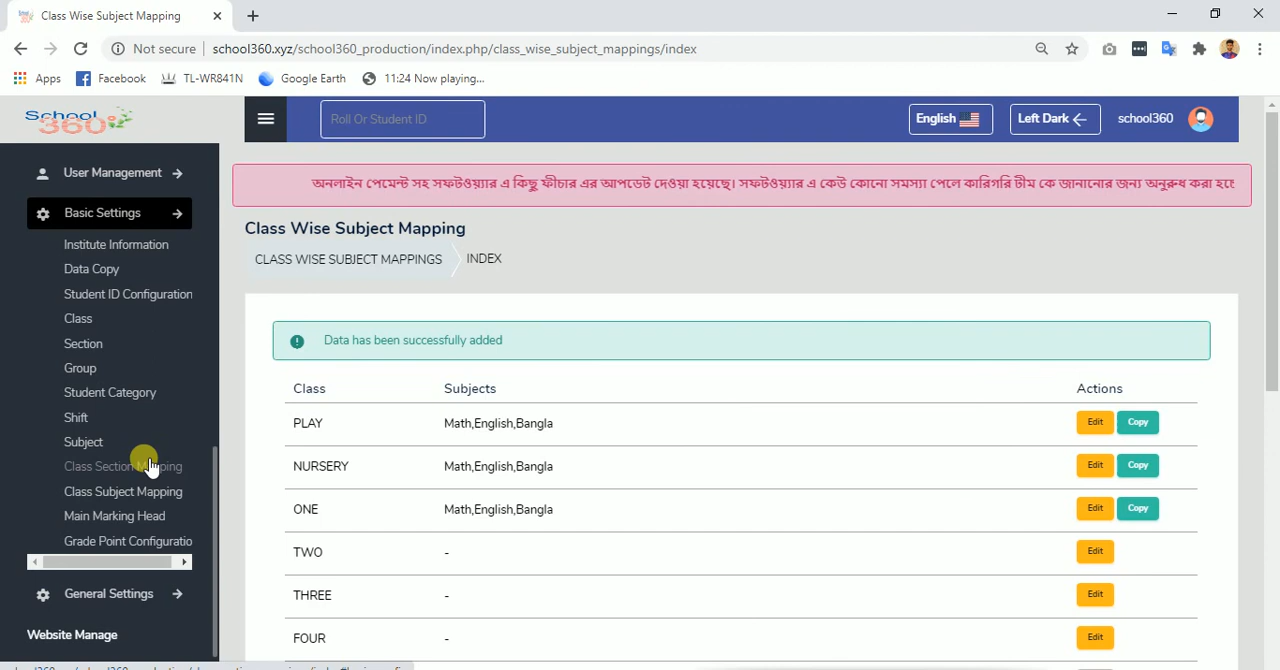 Class Wise Subject Mapping
Not secure school360.xyz/school360_production/index.php/class_wise_subject_mappings/index
Apps Facebook TL-WR841N Google Earth 11:24 Now playing...
School 360
Roll Or Student ID
English
Left Dark
school360
অনলাইন পেমেন্ট সহ সফটওয়্যার এ কিছু ফীচার এর আপডেট দেওয়া হয়েছে। সফটওয়্যার এ কেউ কোনো সমস্যা পেলে কারিগরি টীম কে জানানোর জন্য অনুরুধ করা হচ্ছে
User Management
Basic Settings
Institute Information
Data Copy
Student ID Configuration
Class
Section
Group
Student Category
Shift
Subject
Class Section Mapping
Class Subject Mapping
Main Marking Head
Grade Point Configuratio
General Settings
Website Manage
Class Wise Subject Mapping
CLASS WISE SUBJECT MAPPINGS INDEX
Data has been successfully added
Class Subjects Actions
PLAY Math,English,Bangla Edit Copy
NURSERY Math,English,Bangla Edit Copy
ONE Math,English,Bangla Edit Copy
TWO - Edit
THREE - Edit
FOUR - Edit